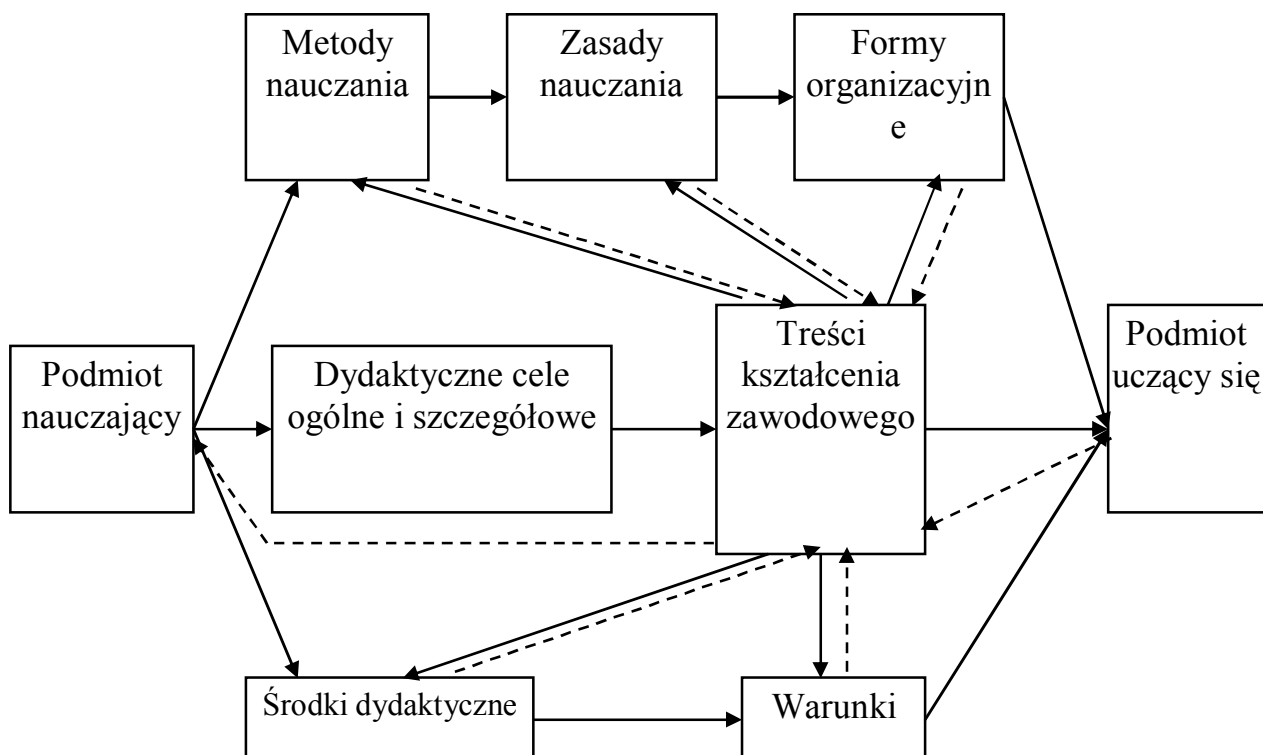 Metody
nauczania
Zasady
nauczania
Formy
organizacyjn
e
Podmiot
nauczający
Dydaktyczne cele
ogólne i szczegółowe
Treści
kształcenia
zawodowego
Podmiot
uczący się
Środki dydaktyczne
Warunki